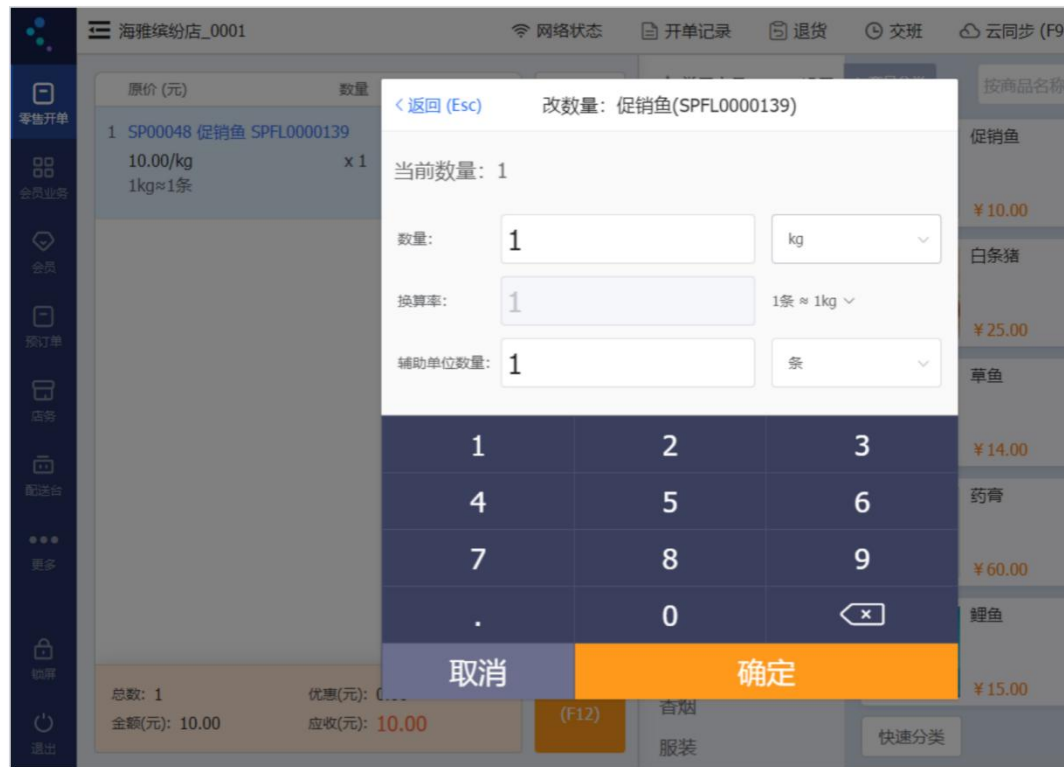 海雅缤纷店_0001
网络状态
开单记录
退货
交班
云同步 (F9
零售开单
会员业务
会员
预订单
店务
配送台
更多
锁屏
退出
原价 (元)
数量
1 SP00048 促销鱼 SPFL0000139
10.00/kg
x 1
1kg≈1条
总数: 1
优惠(元):
金额(元): 10.00
应收(元): 10.00
(F12)
返回 (Esc)
改数量: 促销鱼(SPFL0000139)
当前数量: 1
数量:
1
kg
换算率:
1
1条 ≈ 1kg
辅助单位数量:
1
条
1
2
3
4
5
6
7
8
9
.
0
取消
确定
香烟
服装
快速分类
按商品名称
促销鱼
¥10.00
白条猪
¥25.00
草鱼
¥14.00
药膏
¥60.00
鲤鱼
¥15.00